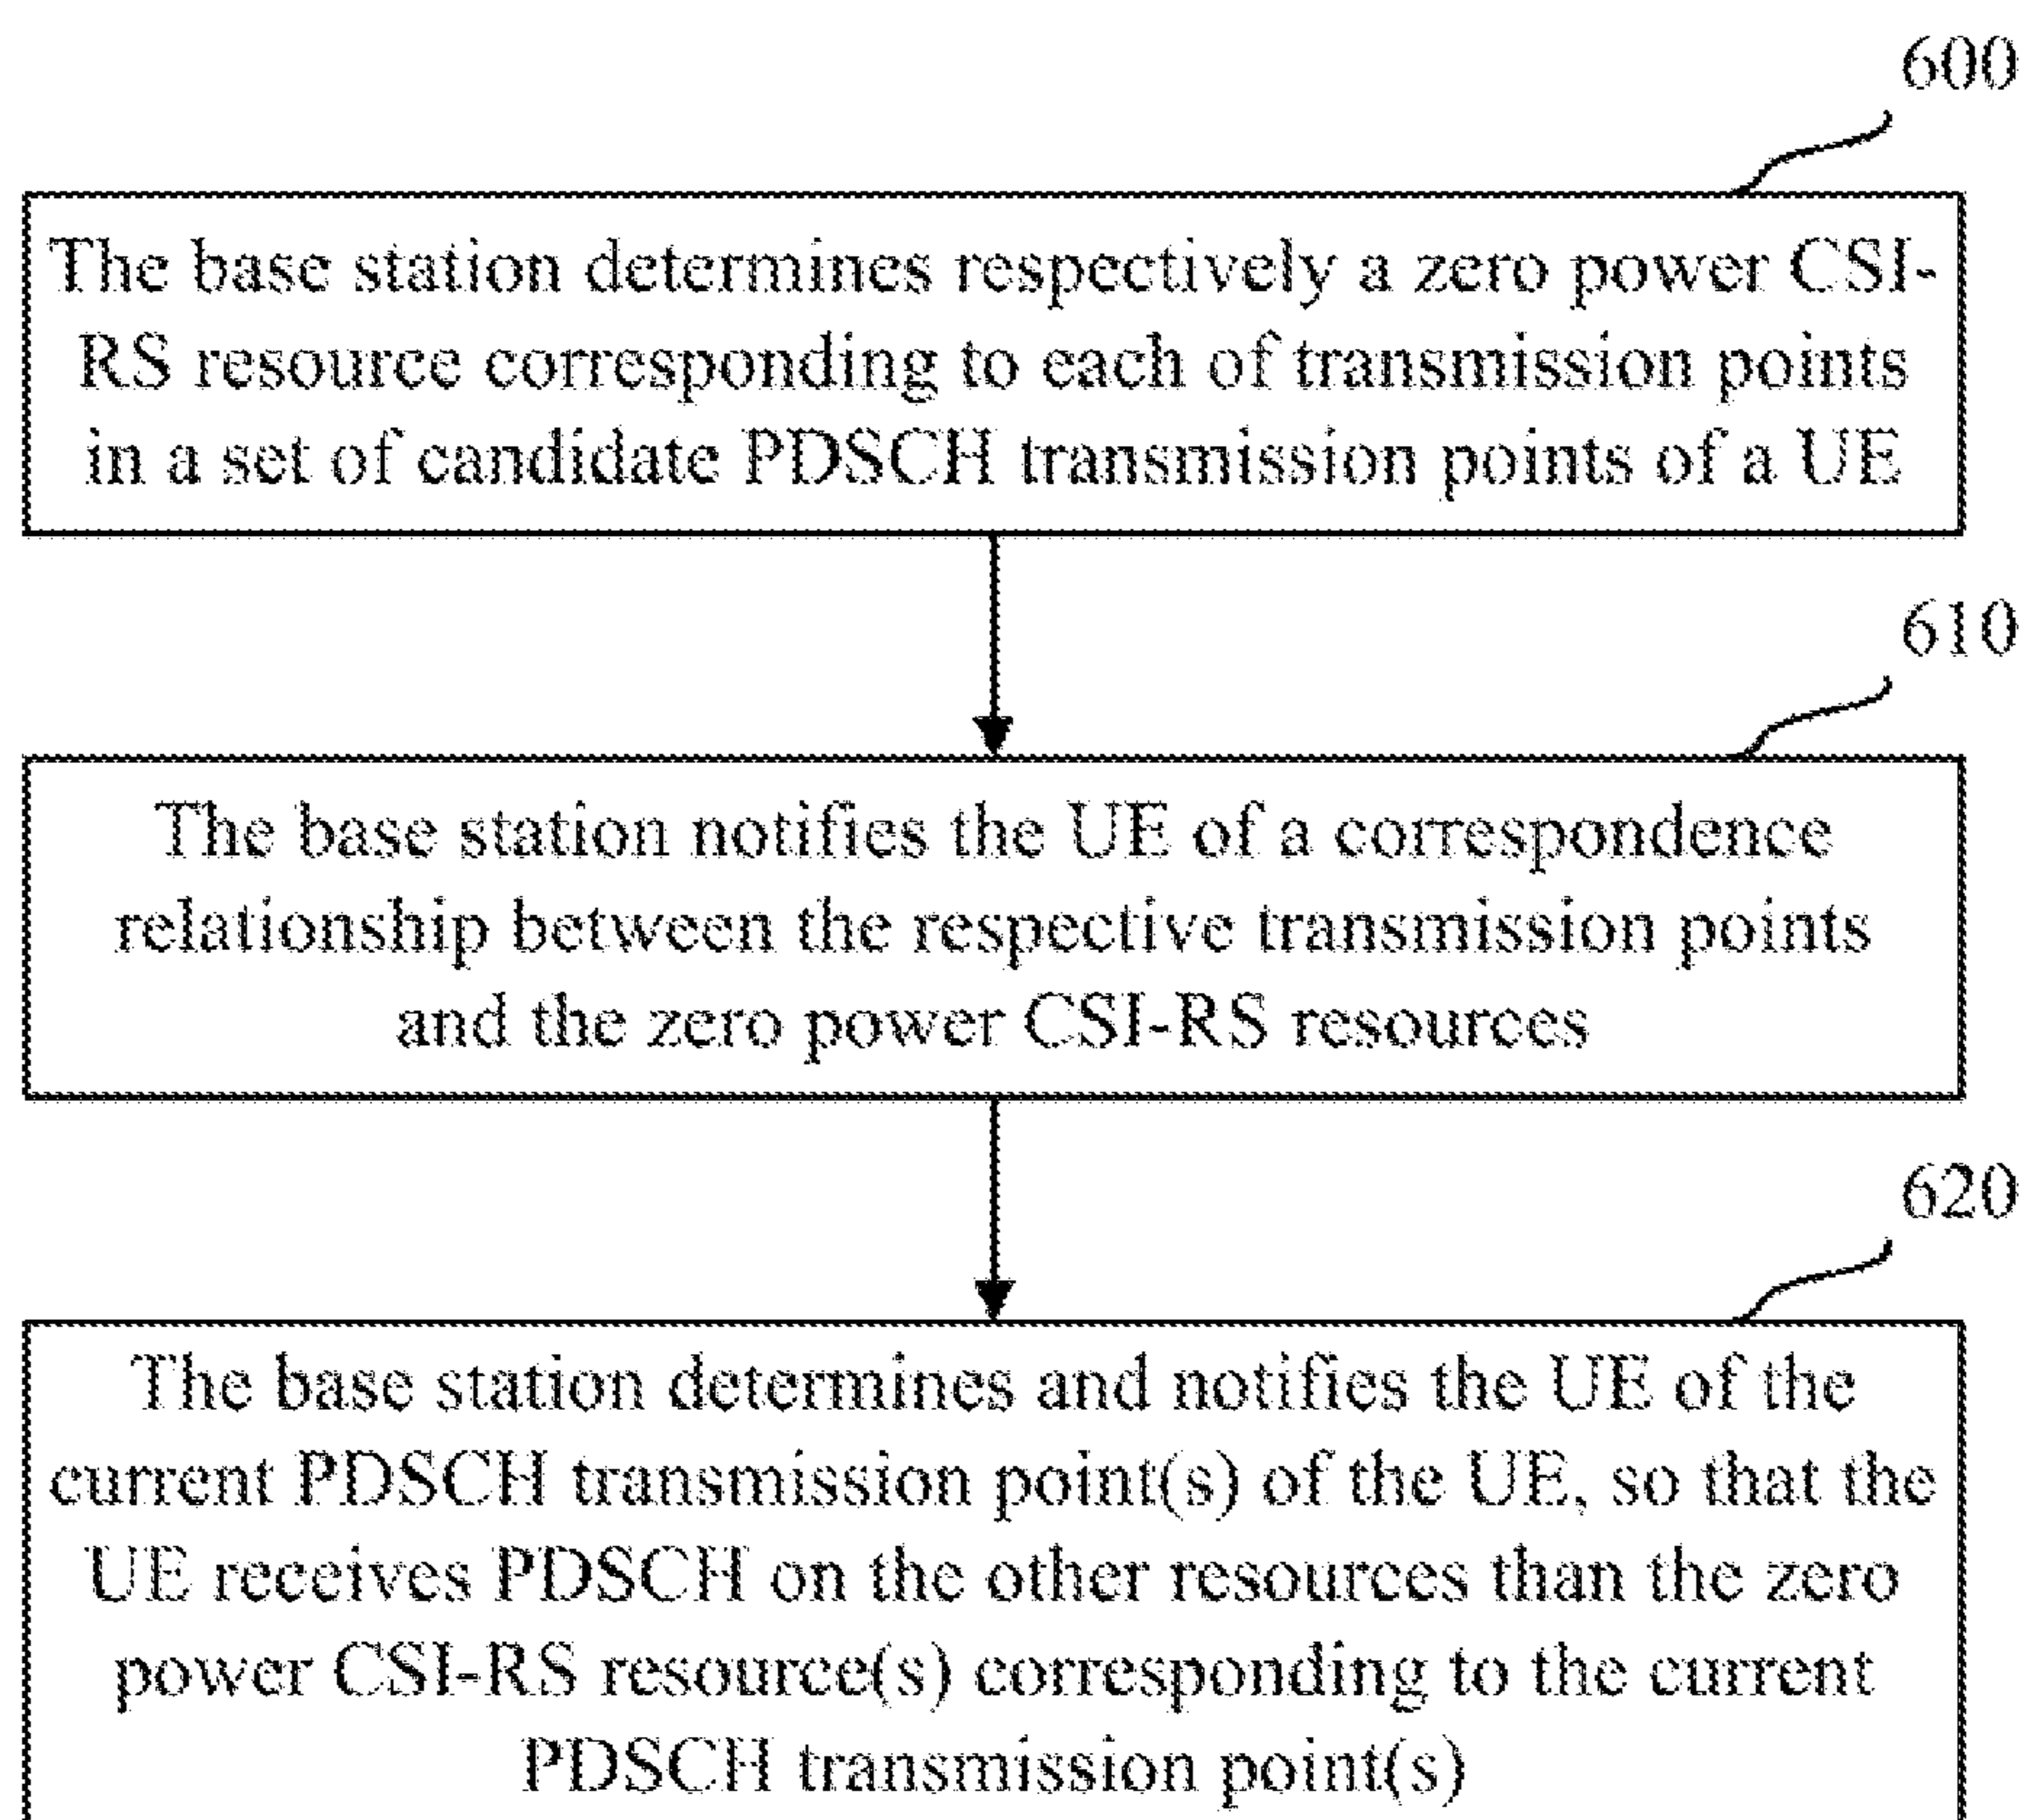 600
The base station determines respectively a zero power CSI-
RS resource corresponding to each of transmission points
in a set of candidate PDSCH transmission points of a UE
610
The base station notifies the UE of a correspondence
relationship between the respective transmission points
and the zero power CSI-RS resources
620
The base station determines and notifies the UE of the
current PDSCH transmission point(s) of the UE, so that the
UE receives PDSCH on the other resources than the zero
power CSI-RS resource(s) corresponding to the current
PDSCH transmission point(s)